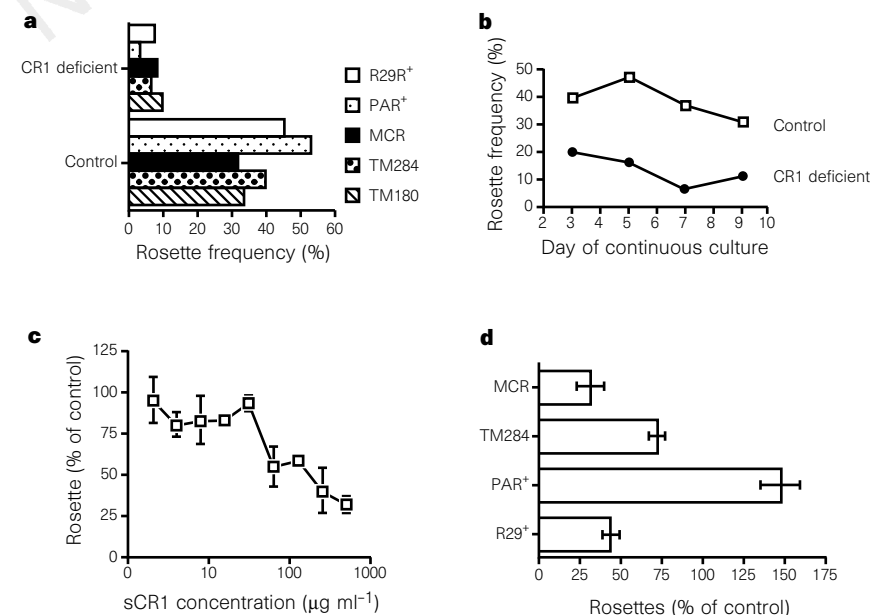 a
CR1 deficient
Control
0 10 20 30 40 50 60
Rosette frequency (%)
R29R⁺
PAR⁺
MCR
TM284
TM180
b
Rosette frequency (%)
50
40
30
20
10
0
2 3 4 5 6 7 8 9 10
Day of continuous culture
Control
CR1 deficient
c
Rosette (% of control)
125
100
75
50
25
0
0 10 100 1000
sCR1 concentration (μg ml⁻¹)
d
MCR
TM284
PAR⁺
R29⁺
0 25 50 75 100 125 150 175
Rosettes (% of control)